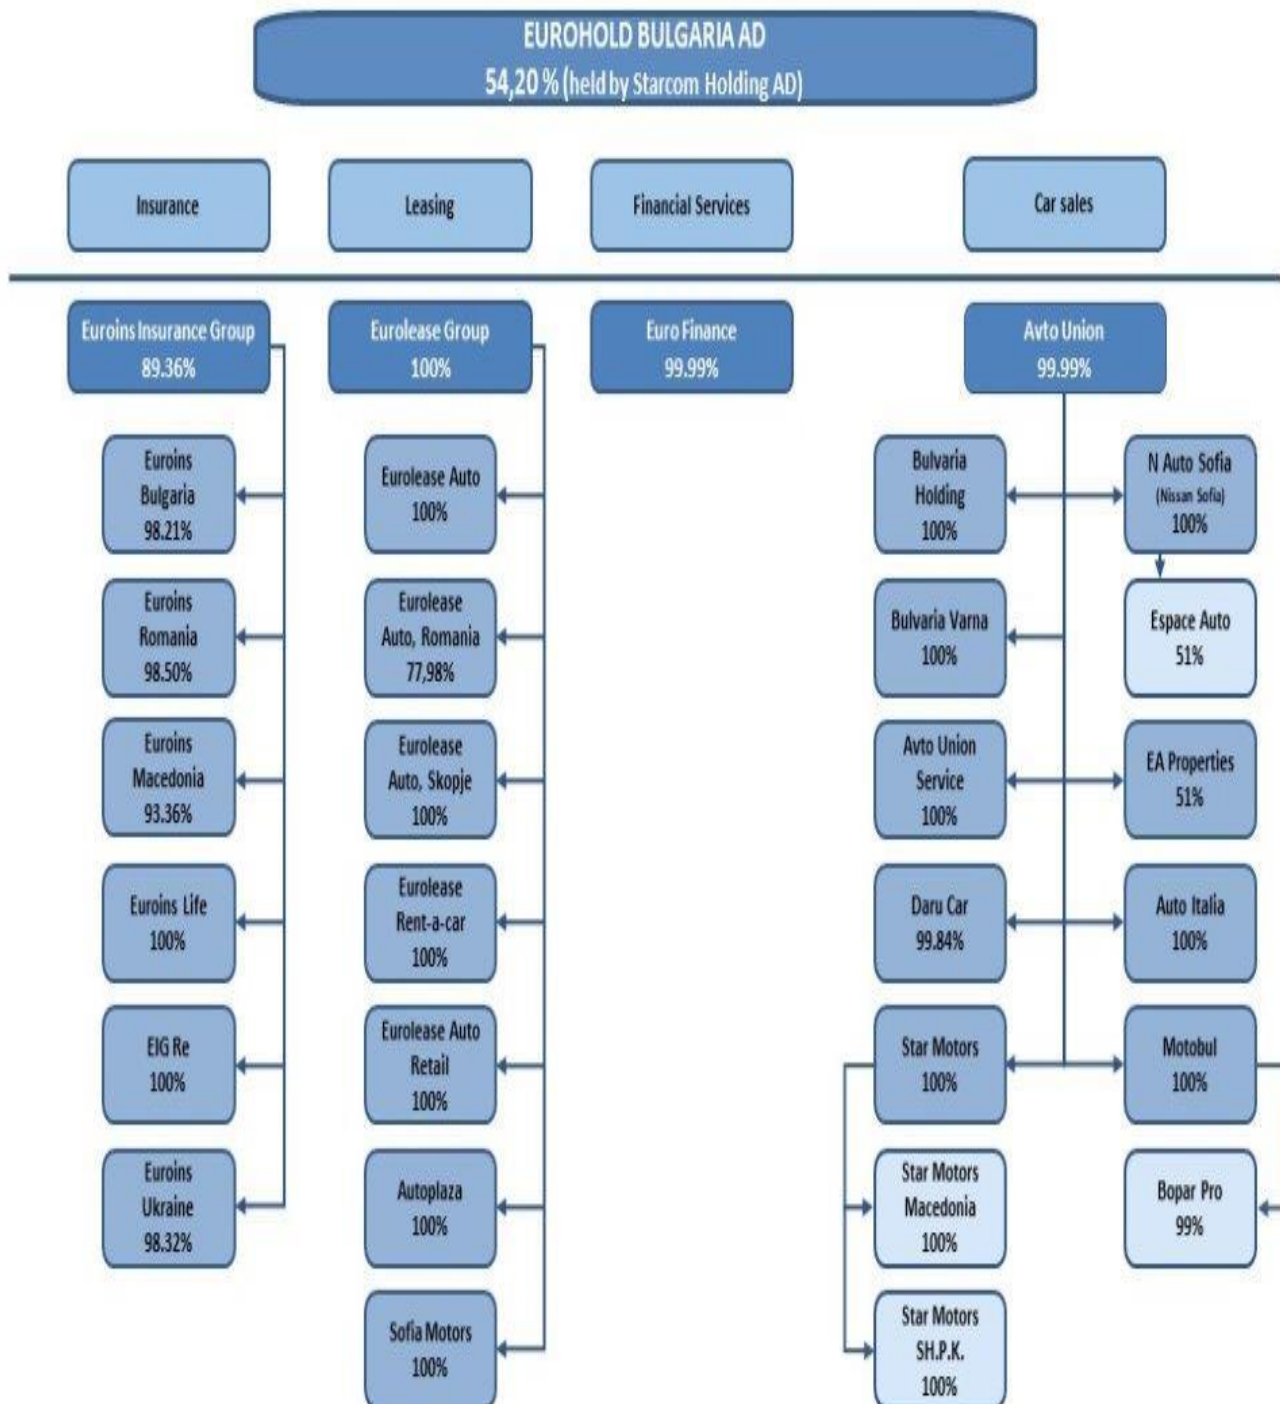 EUROHOLD BULGARIA AD
54,20 % (held by Starcom Holding AD)
Insurance
Leasing
Financial Services
Car sales
Euroins Insurance Group
89.36%
Eurolease Group
100%
Euro Finance
99.99%
Avto Union
99.99%
Euroins
Bulgaria
98.21%
Euroins
Romania
98.50%
Euroins
Macedonia
93.36%
Euroins Life
100%
EIG Re
100%
Euroins
Ukraine
98.32%
Eurolease Auto
100%
Eurolease
Auto, Romania
77,98%
Eurolease
Auto, Skopje
100%
Eurolease
Rent-a-car
100%
Eurolease Auto
Retail
100%
Autoplaza
100%
Sofia Motors
100%
Bulvaria
Holding
100%
Bulvaria Varna
100%
Avto Union
Service
100%
Daru Car
99.84%
Star Motors
100%
Star Motors
Macedonia
100%
Star Motors
SH.P.K.
100%
N Auto Sofia
(Nissan Sofia)
100%
Espace Auto
51%
EA Properties
51%
Auto Italia
100%
Motobul
100%
Bopar Pro
99%